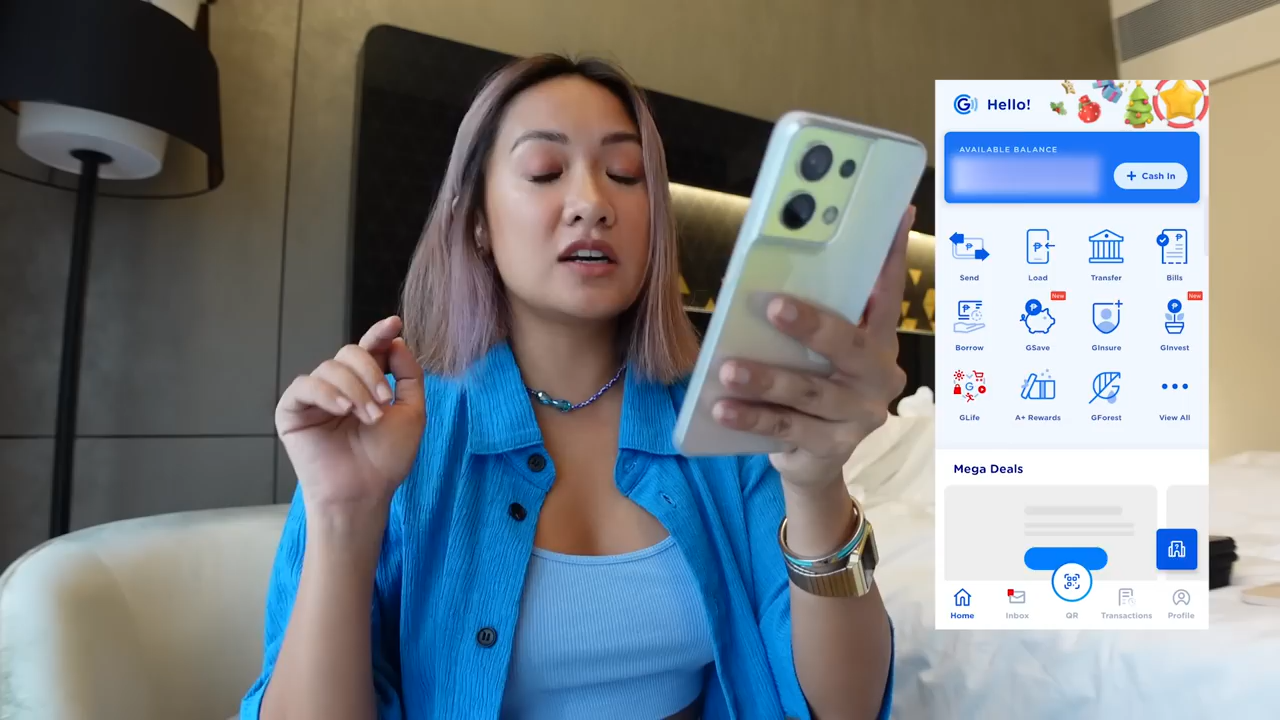 Hello!
AVAILABLE BALANCE
+ Cash In
Send Load Transfer Bills
New New
Borrow GSave GInsure GInvest
GLife A+ Rewards GForest View All
Mega Deals
Home Inbox QR Transactions Profile